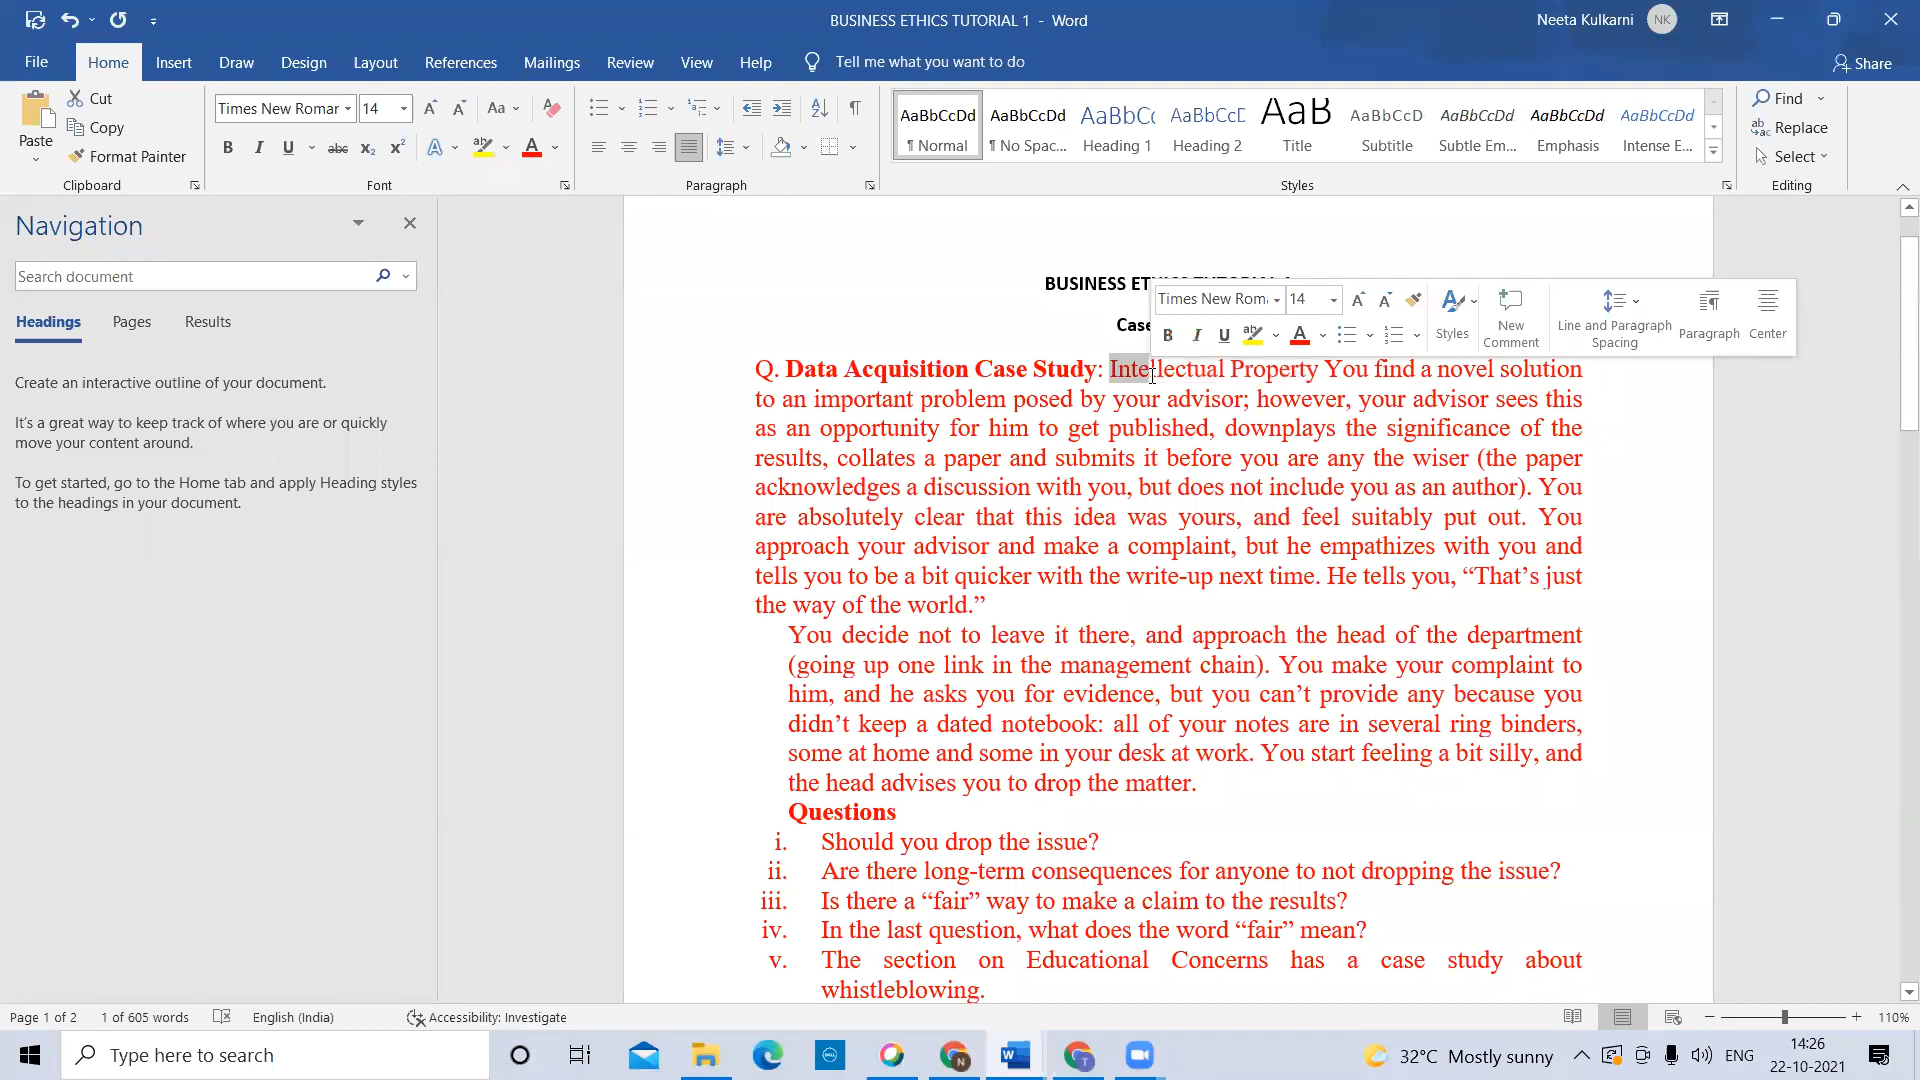 BUSINESS ETHICS TUTORIAL 1 - Word
Neeta Kulkarni NK
File Home Insert Draw Design Layout References Mailings Review View Help Tell me what you want to do Share
Paste
Cut
Copy
Format Painter
Clipboard
Times New Romar 14 Aa
B I U abc x₂ x² A ab A
Font
Paragraph
AaBbCcDd AaBbCcDd AaBbC( AaBbCcD AaB AaBbCcD AaBbCcDd AaBbCcDd AaBbCcDd
¶ Normal ¶ No Spac... Heading 1 Heading 2 Title Subtitle Subtle Em... Emphasis Intense E...
Styles
Find
Replace
Select
Editing
Navigation
Search document
Headings Pages Results
Create an interactive outline of your document.
It's a great way to keep track of where you are or quickly
move your content around.
To get started, go to the Home tab and apply Heading styles
to the headings in your document.
BUSINESS ET
Case
Times New Rom 14
B I U ab A
Styles
New
Comment
Line and Paragraph
Spacing
Paragraph
Center
Q. Data Acquisition Case Study: Intellectual Property You find a novel solution
to an important problem posed by your advisor; however, your advisor sees this
as an opportunity for him to get published, downplays the significance of the
results, collates a paper and submits it before you are any the wiser (the paper
acknowledges a discussion with you, but does not include you as an author). You
are absolutely clear that this idea was yours, and feel suitably put out. You
approach your advisor and make a complaint, but he empathizes with you and
tells you to be a bit quicker with the write-up next time. He tells you, “That’s just
the way of the world.”
You decide not to leave it there, and approach the head of the department
(going up one link in the management chain). You make your complaint to
him, and he asks you for evidence, but you can’t provide any because you
didn’t keep a dated notebook: all of your notes are in several ring binders,
some at home and some in your desk at work. You start feeling a bit silly, and
the head advises you to drop the matter.
Questions
i. Should you drop the issue?
ii. Are there long-term consequences for anyone to not dropping the issue?
iii. Is there a “fair” way to make a claim to the results?
iv. In the last question, what does the word “fair” mean?
v. The section on Educational Concerns has a case study about
whistleblowing.
Page 1 of 2 1 of 605 words English (India) Accessibility: Investigate 110%
Type here to search
32°C Mostly sunny ENG
14:26
22-10-2021